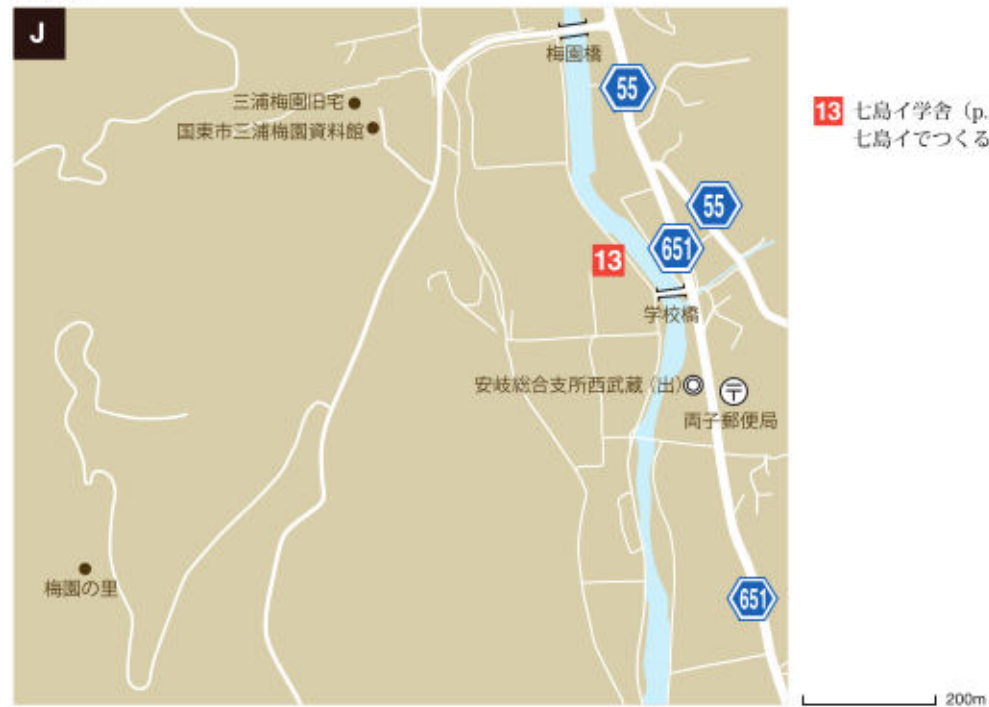 J
梅園橋
55
三浦梅園旧宅
国東市三浦梅園資料館
13 七島イ学舎（p.
七島イでつくる
55
651
13
学校橋
安岐総合支所西武蔵（出）
両子郵便局
梅園の里
651
200m